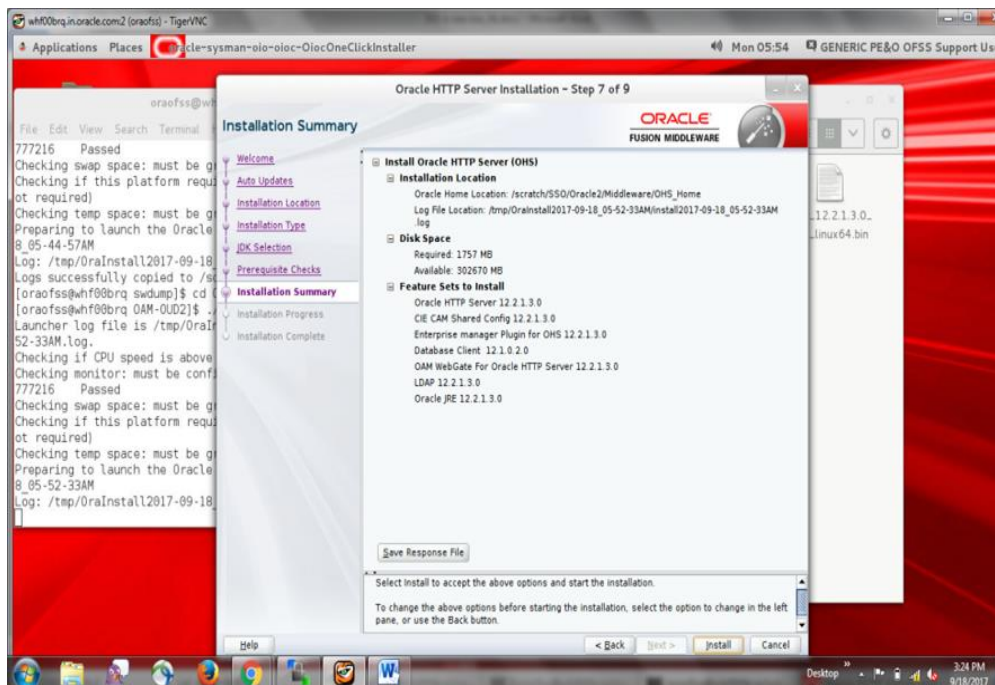 whf00brq.in.oracle.com:2 (oraofss) - TigerVNC
Applications Places oracle-sysman-oio-oioc-OiocOneClickInstaller Mon 05:54 GENERIC PE&O OFSS Support Us
oraofss@wh
File Edit View Search Terminal
777216 Passed
Checking swap space: must be g
Checking if this platform requi
ot required)
Checking temp space: must be g
Preparing to launch the Oracle
8_05-44-57AM
Log: /tmp/OraInstall2017-09-18_
Logs successfully copied to /s
[oraofss@whf00brq swdump]$ cd
[oraofss@whf00brq OAM-OUD2]$ ./
Launcher log file is /tmp/OraI
52-33AM.log.
Checking if CPU speed is above
Checking monitor: must be confi
777216 Passed
Checking swap space: must be g
Checking if this platform requi
ot required)
Checking temp space: must be g
Preparing to launch the Oracle
8_05-52-33AM
Log: /tmp/OraInstall2017-09-18_
Oracle HTTP Server Installation - Step 7 of 9
Installation Summary
ORACLE
FUSION MIDDLEWARE
Welcome
Auto Updates
Installation Location
Installation Type
JDK Selection
Prerequisite Checks
Installation Summary
Installation Progress
Installation Complete
Install Oracle HTTP Server (OHS)
Installation Location
Oracle Home Location: /scratch/SSO/Oracle2/Middleware/OHS_Home
Log File Location: /tmp/OraInstall2017-09-18_05-52-33AM/install2017-09-18_05-52-33AM
.log
Disk Space
Required: 1757 MB
Available: 302670 MB
Feature Sets to Install
Oracle HTTP Server 12.2.1.3.0
CIE CAM Shared Config 12.2.1.3.0
Enterprise manager Plugin for OHS 12.2.1.3.0
Database Client 12.1.0.2.0
OAM WebGate For Oracle HTTP Server 12.2.1.3.0
LDAP 12.2.1.3.0
Oracle JRE 12.2.1.3.0
Save Response File
Select Install to accept the above options and start the installation.
To change the above options before starting the installation, select the option to change in the left
pane, or use the Back button.
Help < Back Next > Install Cancel
_12.2.1.3.0_
_linux64.bin
Desktop
3:24 PM
9/18/2017